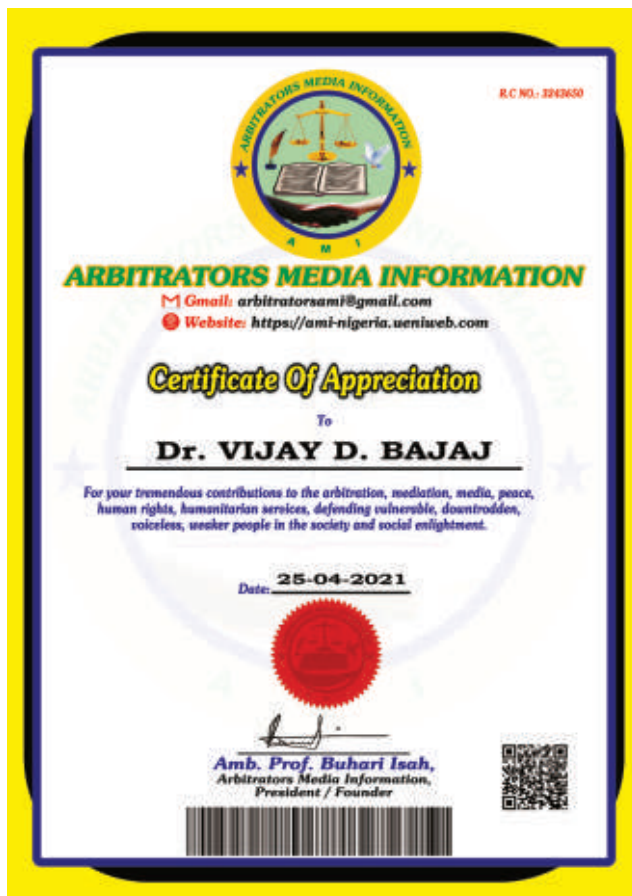 ARBITRATORS MEDIA INFORMATION
A M I
R.C NO.: 3243650
ARBITRATORS MEDIA INFORMATION
Gmail: arbitratorsami@gmail.com
Website: https://ami-nigeria.ueniweb.com
Certificate Of Appreciation
To
Dr. VIJAY D. BAJAJ
For your tremendous contributions to the arbitration, mediation, media, peace,
human rights, humanitarian services, defending vulnerable, downtrodden,
voiceless, weaker people in the society and social enlightment.
Date: 25-04-2021
Amb. Prof. Buhari Isah,
Arbitrators Media Information,
President / Founder